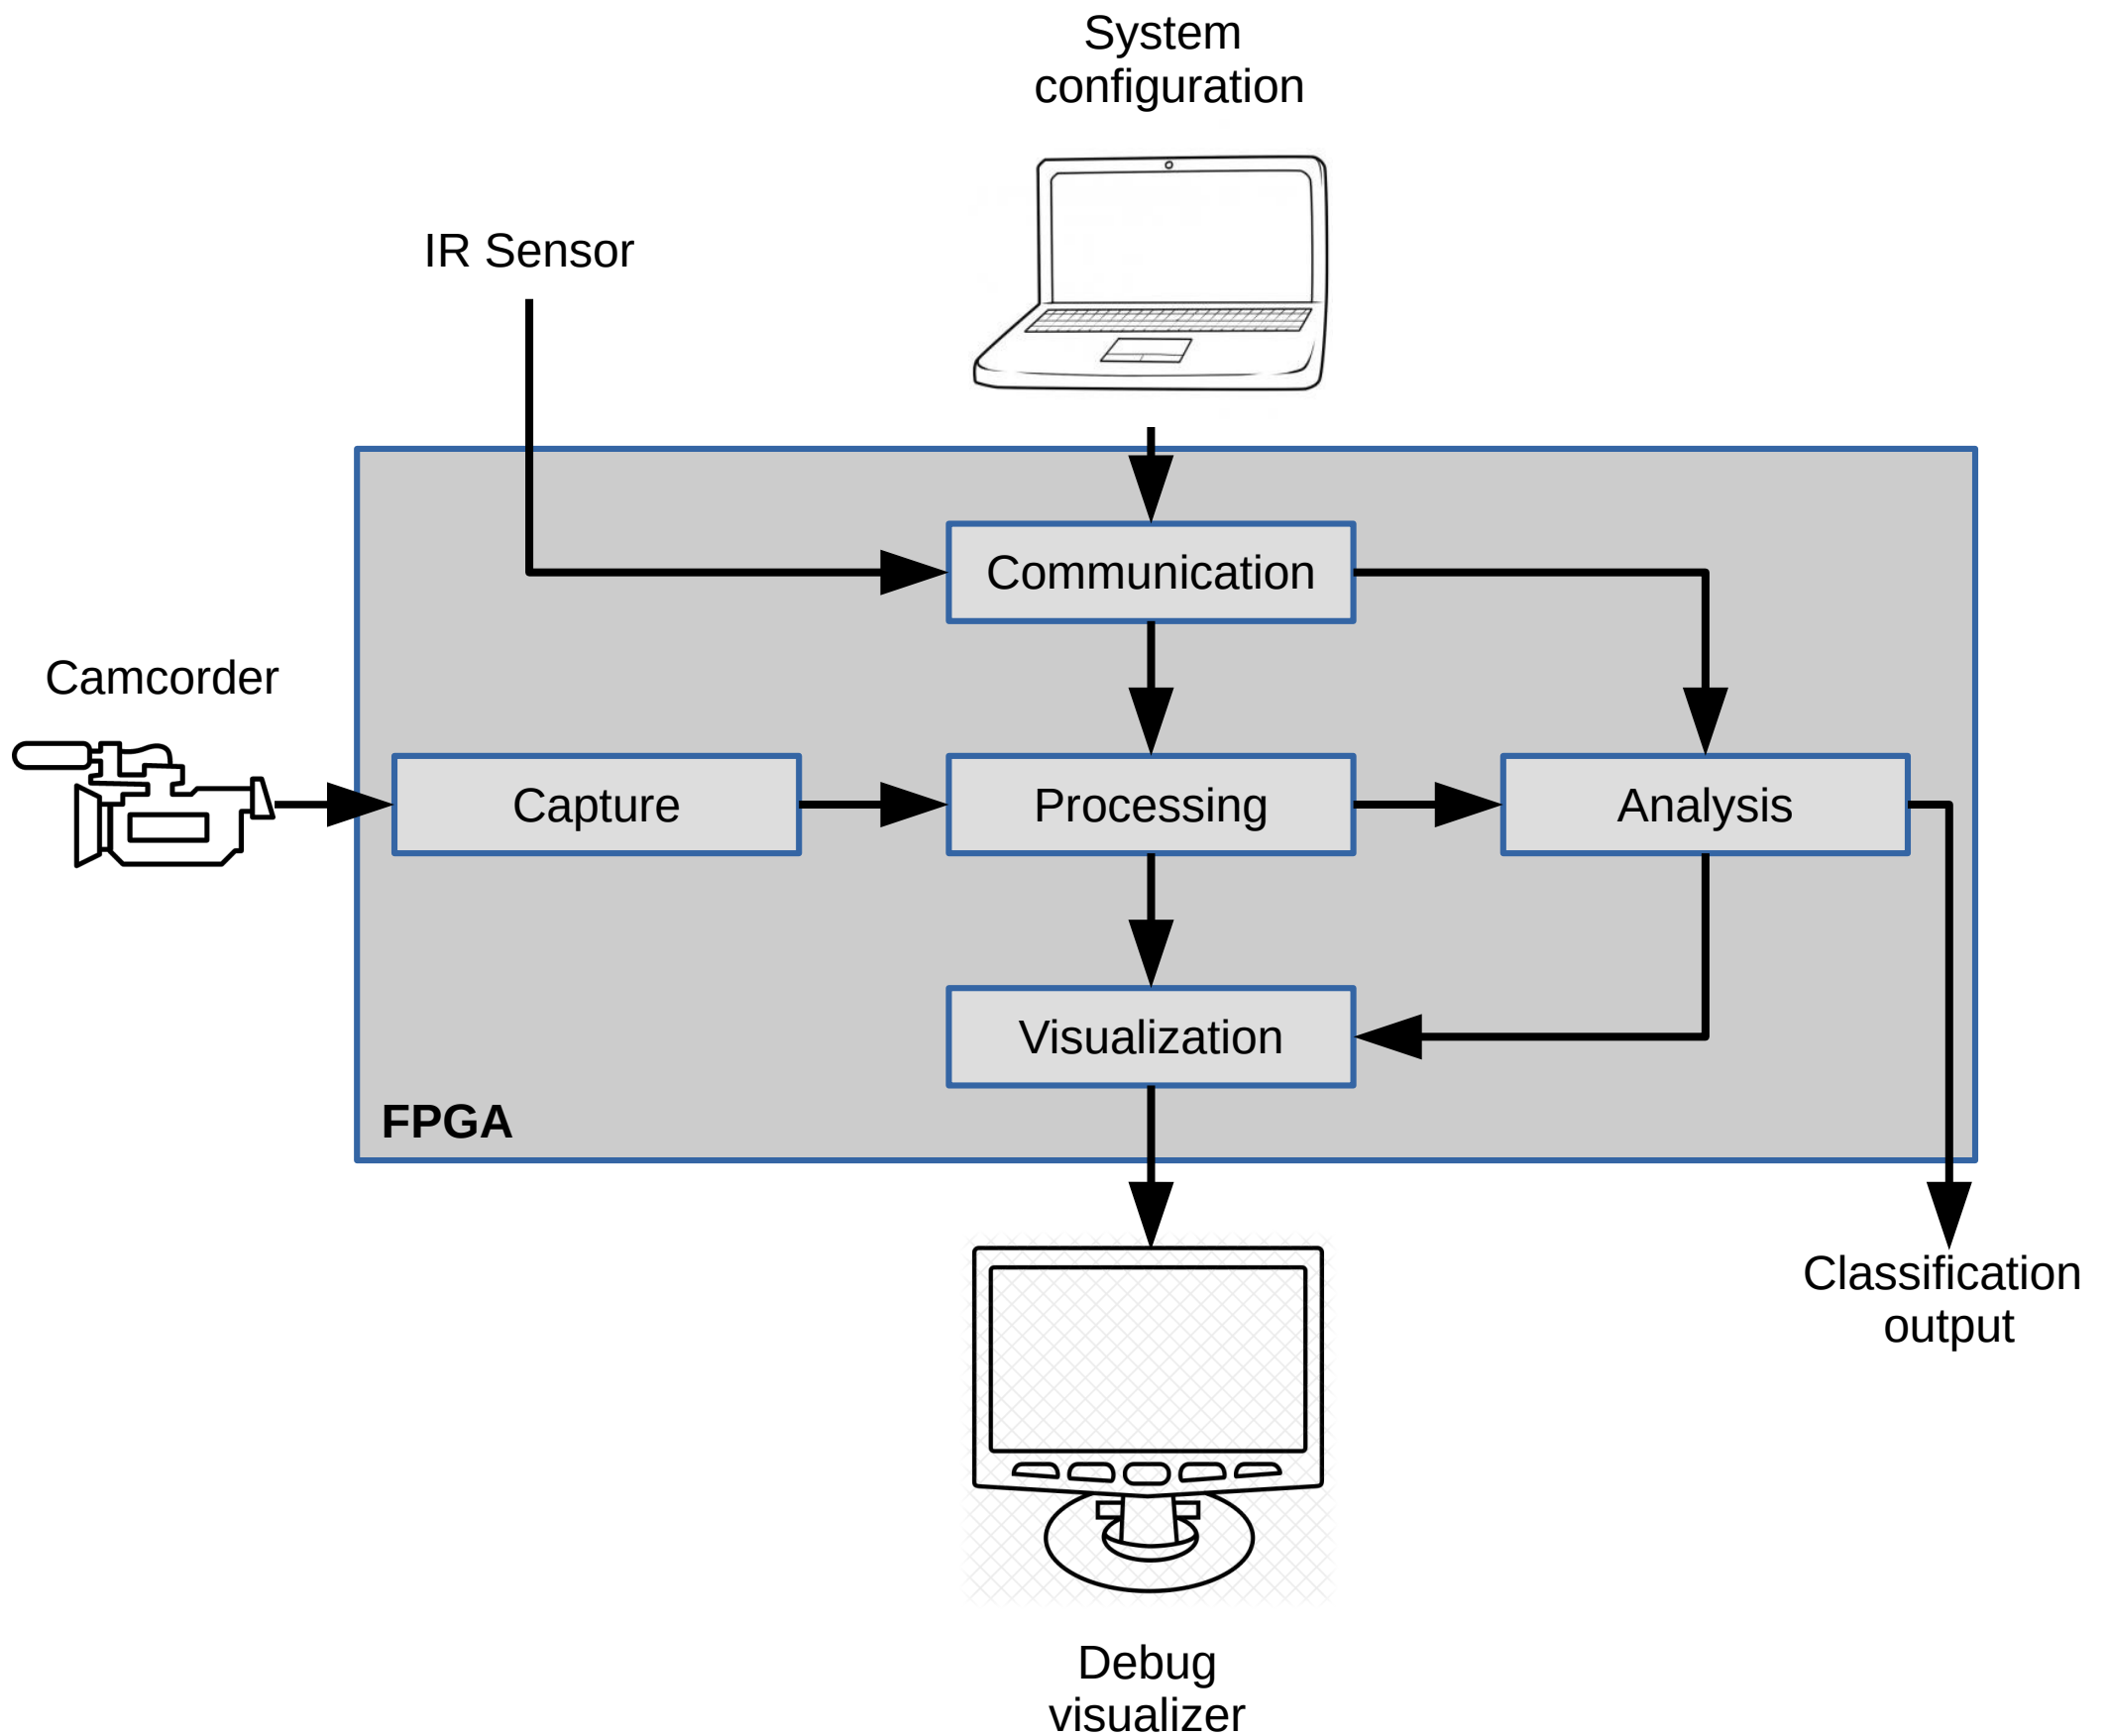 System
configuration
IR Sensor
Communication
Camcorder
Capture
Processing
Analysis
Visualization
FPGA
Classification
output
Debug
visualizer